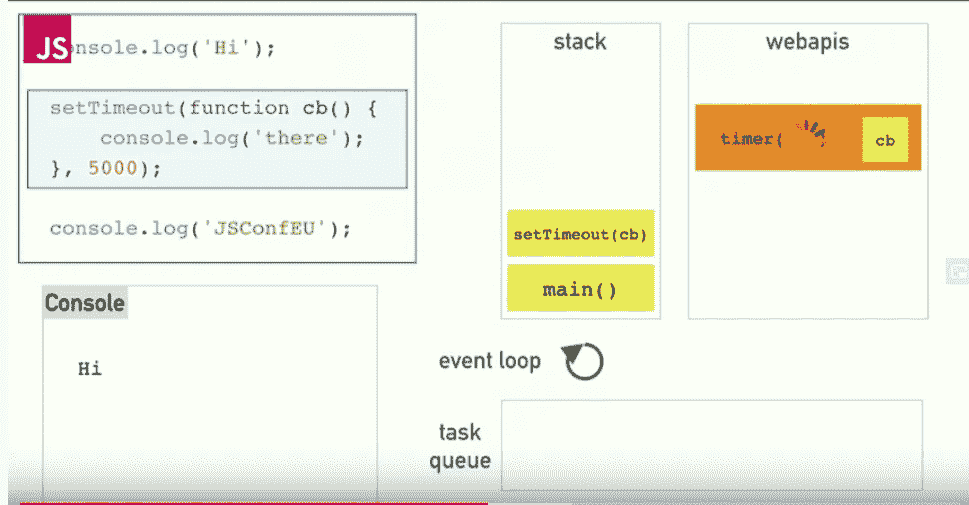 JS
onsole.log('Hi');
setTimeout(function cb() {
console.log('there');
}, 5000);
console.log('JSConfEU');
Console
Hi
stack
setTimeout(cb)
main()
webapis
timer(
cb
event loop
task
queue